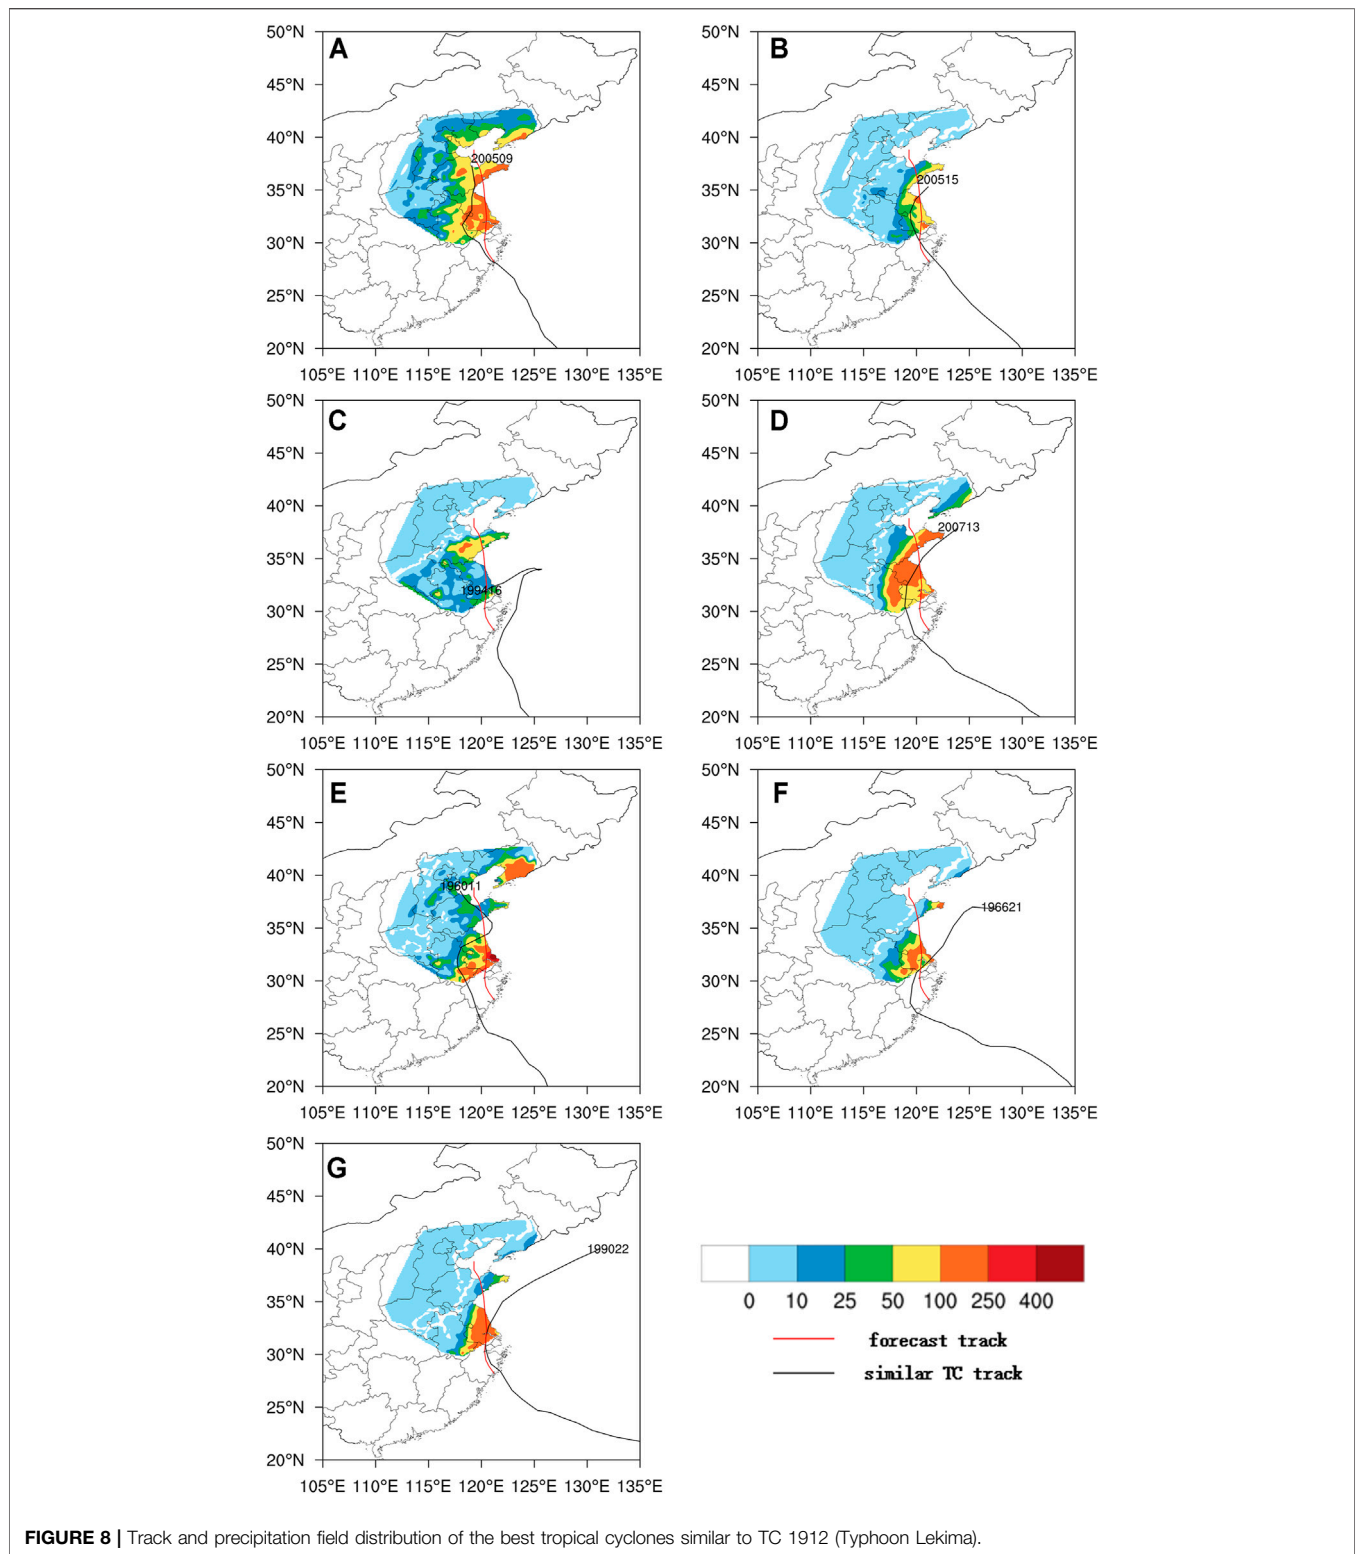 A
50°N
45°N
40°N
35°N
30°N
25°N
20°N
200509
105°E 110°E 115°E 120°E 125°E 130°E 135°E
B
50°N
45°N
40°N
35°N
30°N
25°N
20°N
200515
105°E 110°E 115°E 120°E 125°E 130°E 135°E
C
50°N
45°N
40°N
35°N
30°N
25°N
20°N
199416
105°E 110°E 115°E 120°E 125°E 130°E 135°E
D
50°N
45°N
40°N
35°N
30°N
25°N
20°N
200713
105°E 110°E 115°E 120°E 125°E 130°E 135°E
E
50°N
45°N
40°N
35°N
30°N
25°N
20°N
196011
105°E 110°E 115°E 120°E 125°E 130°E 135°E
F
50°N
45°N
40°N
35°N
30°N
25°N
20°N
196621
105°E 110°E 115°E 120°E 125°E 130°E 135°E
G
50°N
45°N
40°N
35°N
30°N
25°N
20°N
199022
105°E 110°E 115°E 120°E 125°E 130°E 135°E
0 10 25 50 100 250 400
forecast track
similar TC track
FIGURE 8 | Track and precipitation field distribution of the best tropical cyclones similar to TC 1912 (Typhoon Lekima).